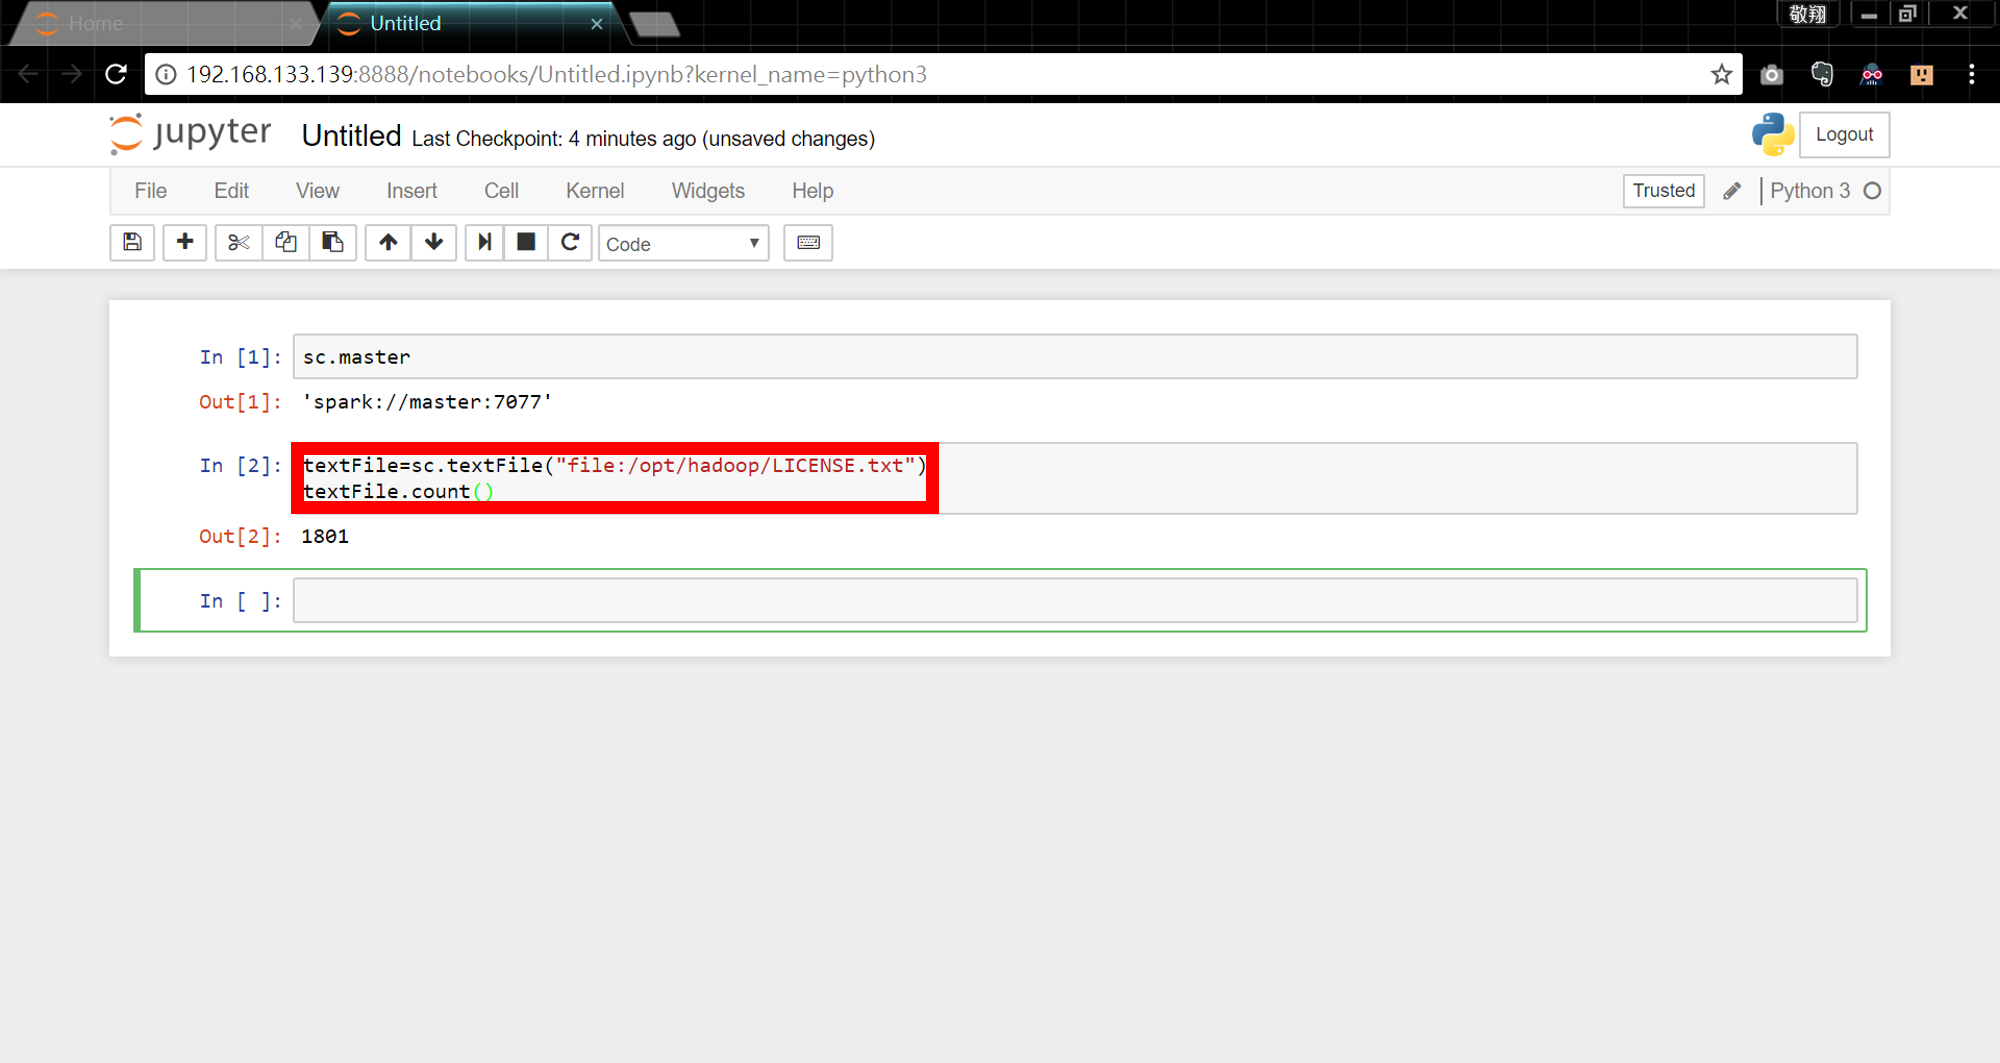 Home
Untitled
敬翔
192.168.133.139:8888/notebooks/Untitled.ipynb?kernel_name=python3
jupyter Untitled Last Checkpoint: 4 minutes ago (unsaved changes)
Logout
File Edit View Insert Cell Kernel Widgets Help
Trusted
Python 3
Code
In [1]: sc.master
Out[1]: 'spark://master:7077'
In [2]: textFile=sc.textFile("file:/opt/hadoop/LICENSE.txt")
textFile.count()
Out[2]: 1801
In [ ]: